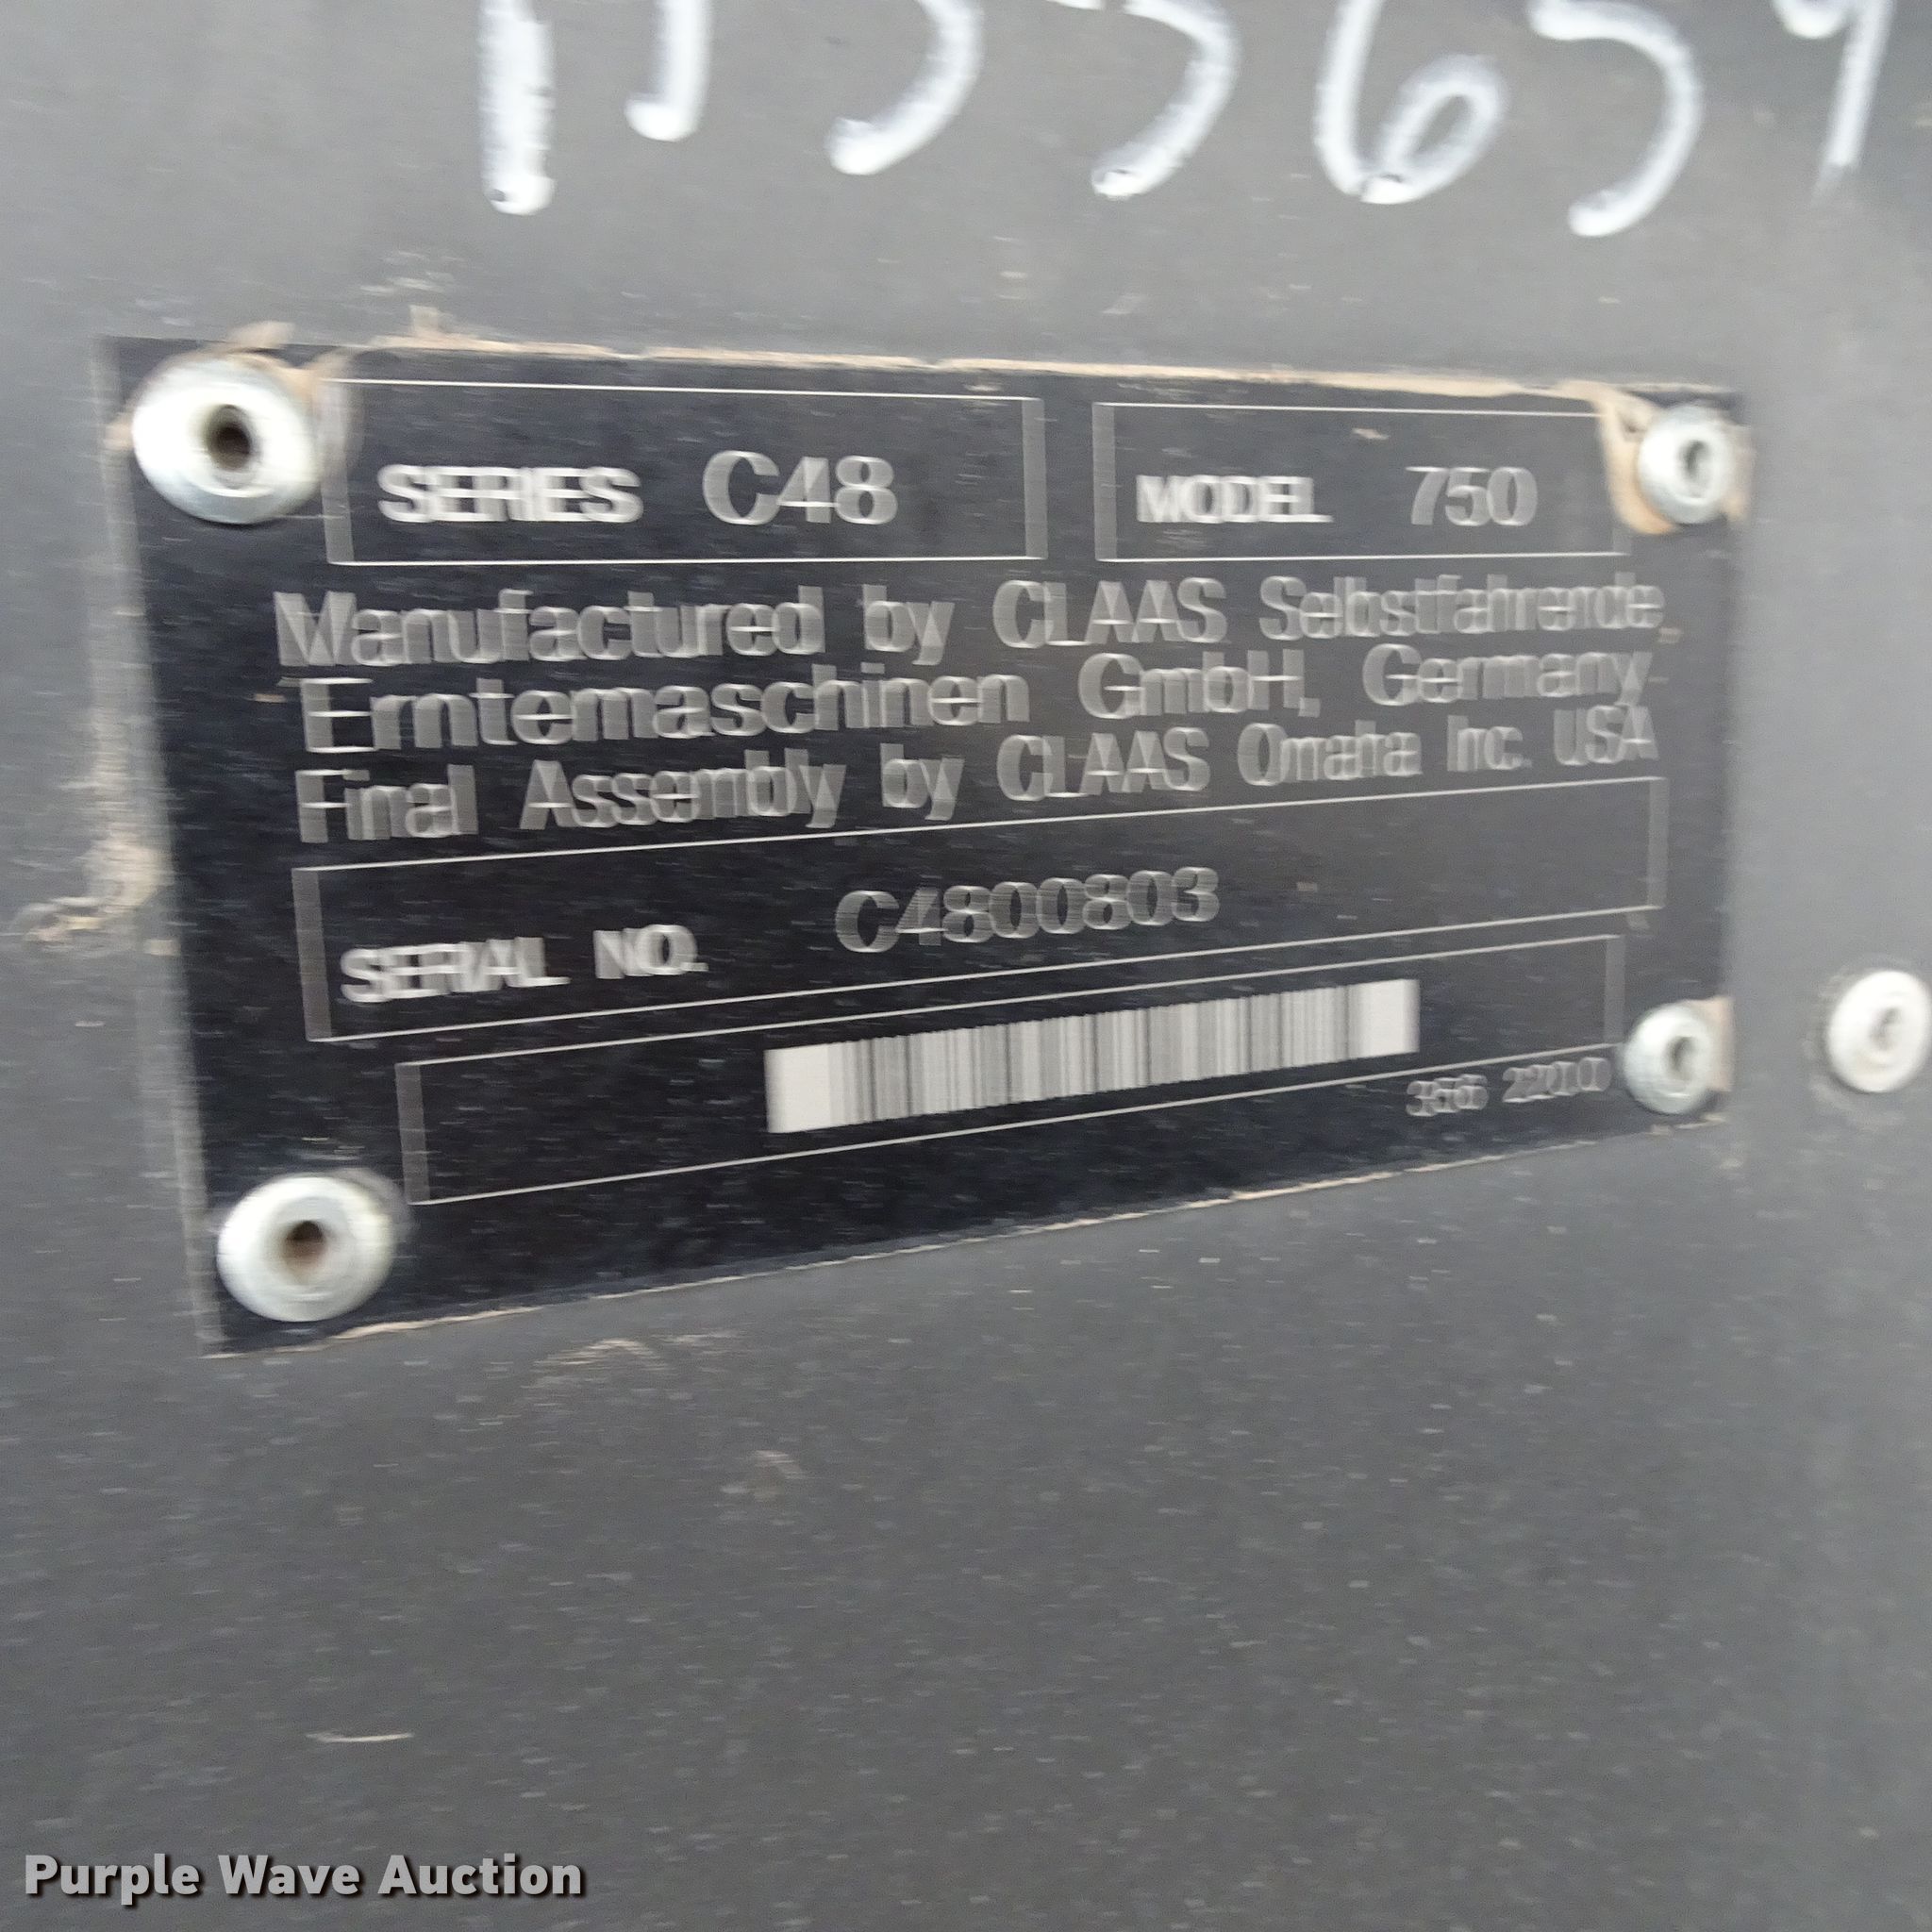 SERIES C48 MODEL 750
Manufactured by CLAAS Selbstfahrende
Erntemaschinen GmbH, Germany
Final Assembly by CLAAS Omaha Inc. USA
SERIAL NO. C4800803
Purple Wave Auction